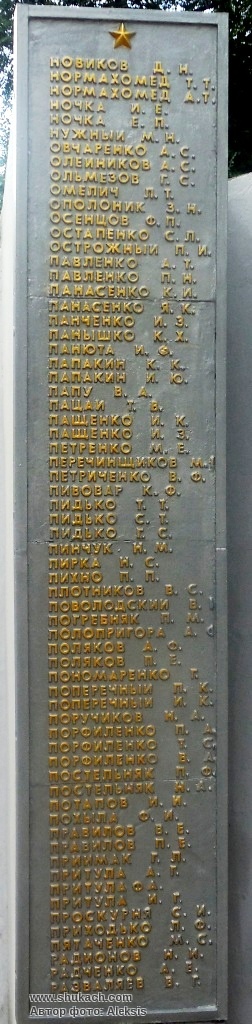 НОВИКОВ Д. Н.
НОРМАХОМЕД Т. Т.
НОРМАХОМЕД А. Т.
НОЧКА И. Е.
НОЧКА Е. П.
НУЖНЫЙ М. Н.
ОВЧАРЕНКО А. С.
ОЛЕЙНИКОВ А. С.
ОЛЬМЕЗОВ Г. С.
ОМЕЛИЧ П. Т.
ОПОЛОНИК З. Н.
ОСЕНЦОВ Ф. П.
ОСТАПЕНКО С. Л.
ОСТРОЖНЫЙ П. И.
ПАВЛЕНКО А. Т.
ПАВЛЕНКО П. Н.
ПАНАСЕНКО К. И.
ПАНАСЕНКО Я. К.
ПАНЧЕНКО И. З.
ПАНЫШКО К. Х.
ПАНЮТА И. Ф.
ПАПАКИН К. К.
ПАПАКИН И. Ю.
ПАПУ В. А.
ПАЦАЙ Т. В.
ПАЩЕНКО И. К.
ПАЩЕНКО И. З.
ПЕТРЕНКО М. Е.
ПЕРЕЧИНЩИКОВ М.
ПЕТРИЧЕНКО В. Ф.
ПИВОВАР К. Ф.
ПИДЬКО Т. Т.
ПИДЬКО С. Т.
ПИДЬКО Г. С.
ПИНЧУК Н. М.
ПИРКА Н. С.
ПИХНО П. П.
ПЛОТНИКОВ В. С.
ПОВОЛОДСКИЙ В.
ПОГРЕБНЯК П. М.
ПОЛОПРИГОРА А.
ПОЛЯКОВ А. Ф.
ПОЛЯКОВ П. Е.
ПОНОМАРЕНКО Г.
ПОПЕРЕЧНЫЙ П. К.
ПОПЕРЕЧНЫЙ И. К.
ПОРУЧИКОВ Н. А.
ПОРФИЛЕНКО П. А.
ПОРФИЛЕНКО Т. С.
ПОРФИЛЕНКО В. А
ПОСТЕЛЬНЯК П. Ф.
ПОСТЕЛЬНЯК Н. А.
ПОТАПОВ И. И.
ПОХЫЛА Ф. И.
ПРАВИЛОВ В. Е.
ПРАВИЛОВ П. Е.
ПРИЙМАК Г. Л.
ПРИТУЛА А. Т.
ПРИТУЛА Ф А.
ПРИТУЛА И. Г.
ПРОСКУРНЯ С. И.
ПРИХОДЬКО Л. Ф.
ПЯТАЧЕНКО М. С.
РАДИОНОВ Н. И.
РАДЧЕНКО А. Е.
РАЗВАЛЯЕВ В. Г.
www.shukach.com
Автор фото: Aleksis